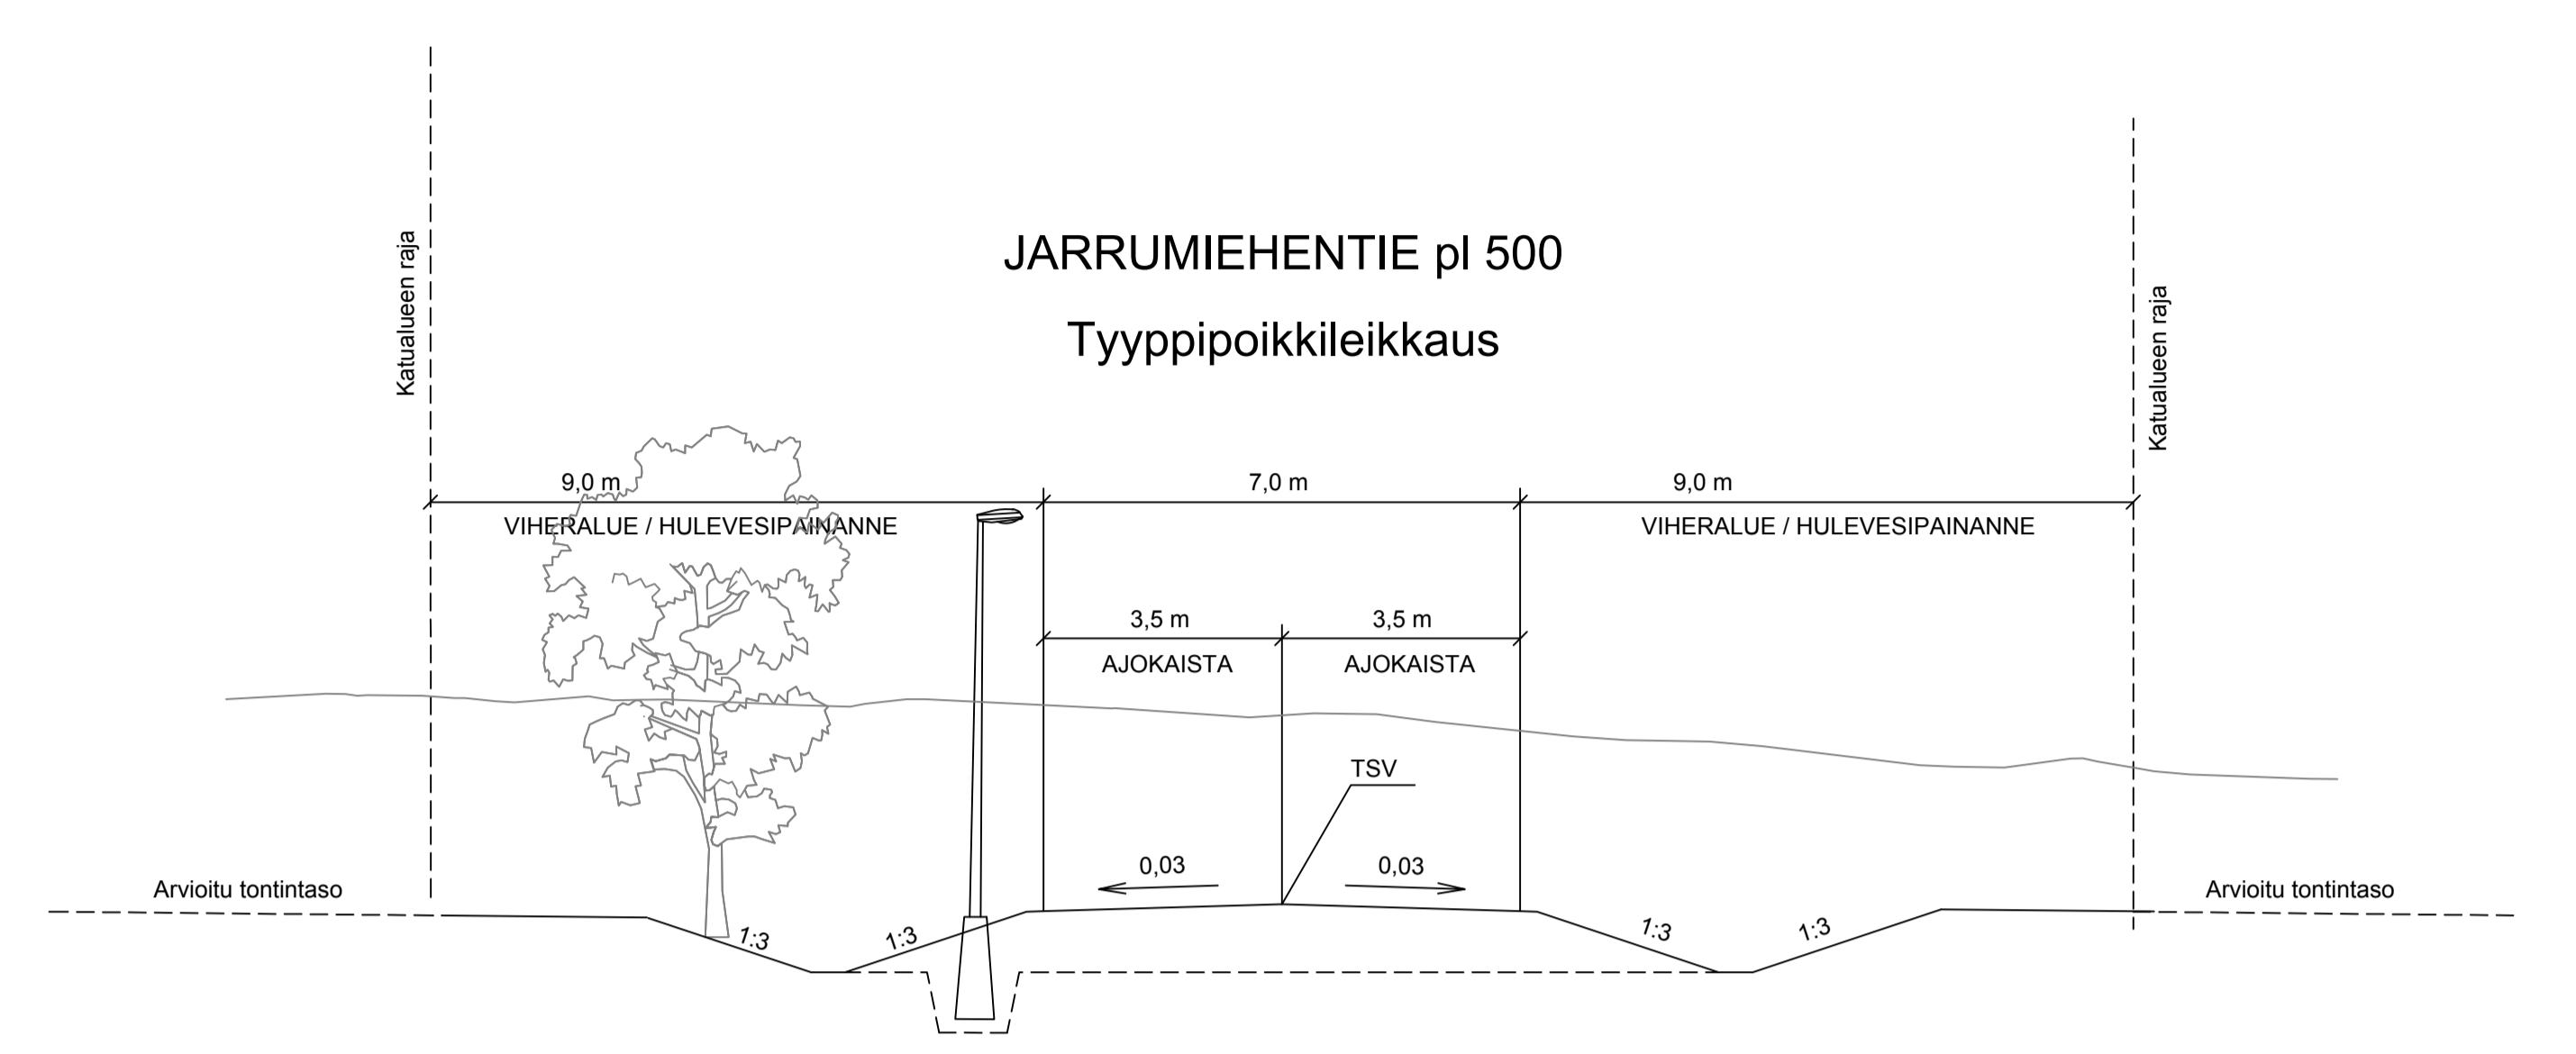 JARRUMIEHENTIE pl 500
Tyyppipoikkileikkaus
Katualueen raja
Katualueen raja
9,0 m
7,0 m
9,0 m
VIHERALUE / HULEVESIPAINANNE
VIHERALUE / HULEVESIPAINANNE
3,5 m
3,5 m
AJOKAISTA
AJOKAISTA
TSV
0,03
0,03
Arvioitu tontintaso
Arvioitu tontintaso
1:3
1:3
1:3
1:3